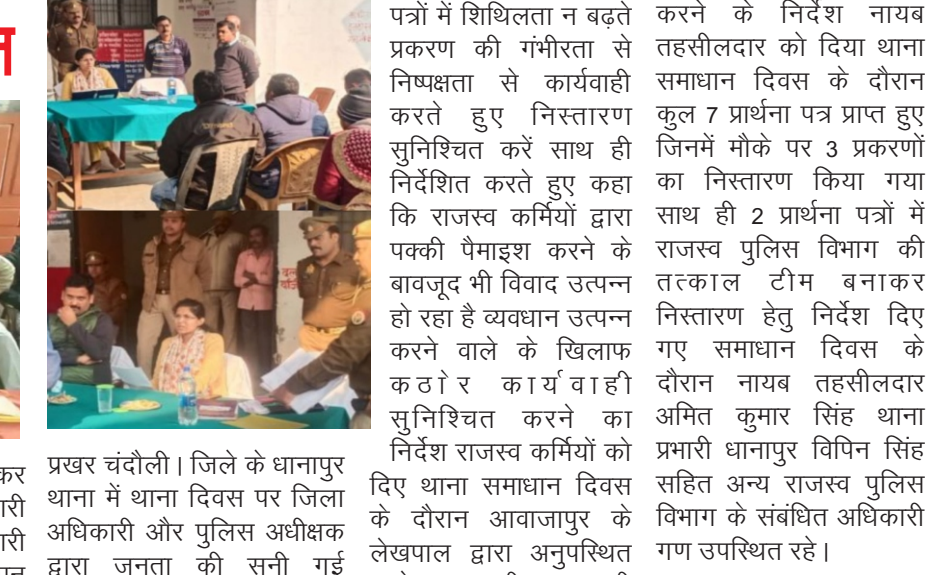 प्रखर चंदौली। जिले के धानापुर
थाना में थाना दिवस पर जिला
अधिकारी और पुलिस अधीक्षक
द्वारा जनता की सुनी गई
पत्रों में शिथिलता न बढ़ते
प्रकरण की गंभीरता से
निष्पक्षता से कार्यवाही
करते हुए निस्तारण
सुनिश्चित करें साथ ही
निर्देशित करते हुए कहा
कि राजस्व कर्मियों द्वारा
पक्की पैमाइश करने के
बावजूद भी विवाद उत्पन्न
हो रहा है व्यवधान उत्पन्न
करने वाले के खिलाफ
कठोर कार्यवाही
सुनिश्चित करने का
निर्देश राजस्व कर्मियों को
दिए थाना समाधान दिवस
के दौरान आवाजापुर के
लेखपाल द्वारा अनुपस्थित
करने के निर्देश नायब
तहसीलदार को दिया थाना
समाधान दिवस के दौरान
कुल 7 प्रार्थना पत्र प्राप्त हुए
जिनमें मौके पर 3 प्रकरणों
का निस्तारण किया गया
साथ ही 2 प्रार्थना पत्रों में
राजस्व पुलिस विभाग की
तत्काल टीम बनाकर
निस्तारण हेतु निर्देश दिए
गए समाधान दिवस के
दौरान नायब तहसीलदार
अमित कुमार सिंह थाना
प्रभारी धानापुर विपिन सिंह
सहित अन्य राजस्व पुलिस
विभाग के संबंधित अधिकारी
गण उपस्थित रहे।